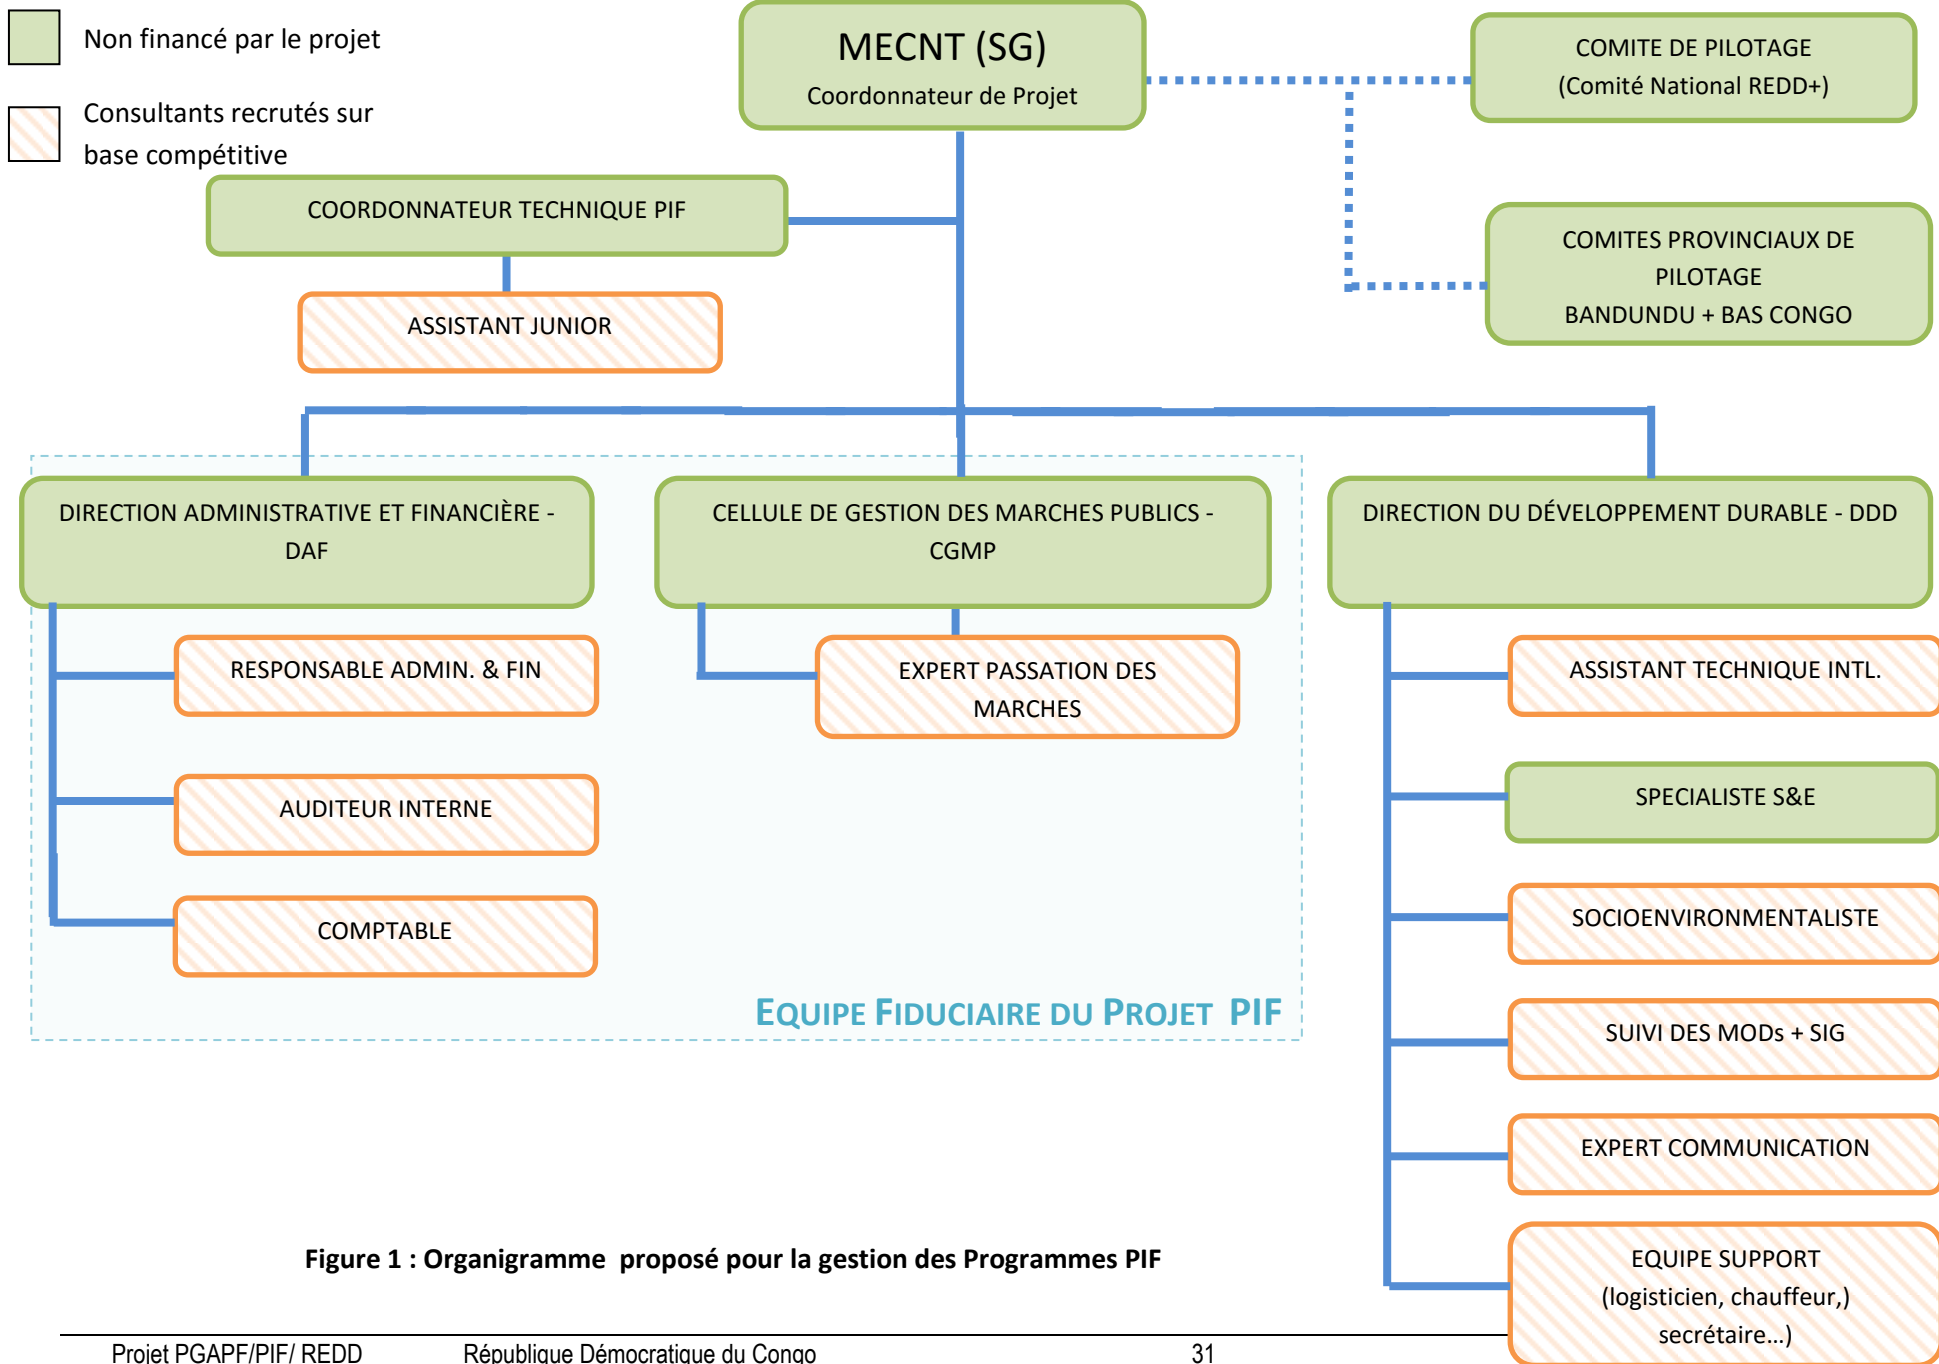 Non financé par le projet
Consultants recrutés sur
base compétitive
MECNT (SG)
Coordonnateur de Projet
COMITE DE PILOTAGE
(Comité National REDD+)
COORDONNATEUR TECHNIQUE PIF
ASSISTANT JUNIOR
COMITES PROVINCIAUX DE
PILOTAGE
BANDUNDU + BAS CONGO
DIRECTION ADMINISTRATIVE ET FINANCIÈRE -
DAF
CELLULE DE GESTION DES MARCHES PUBLICS -
CGMP
DIRECTION DU DÉVELOPPEMENT DURABLE - DDD
RESPONSABLE ADMIN. & FIN
AUDITEUR INTERNE
COMPTABLE
EXPERT PASSATION DES
MARCHES
EQUIPE FIDUCIAIRE DU PROJET  PIF
ASSISTANT TECHNIQUE INTL.
SPECIALISTE S&E
SOCIOENVIRONMENTALISTE
SUIVI DES MODs + SIG
EXPERT COMMUNICATION
EQUIPE SUPPORT
(logisticien, chauffeur,)
secrétaire...)
Figure 1 : Organigramme  proposé pour la gestion des Programmes PIF
Projet PGAPF/PIF/ REDD République Démocratique du Congo 31